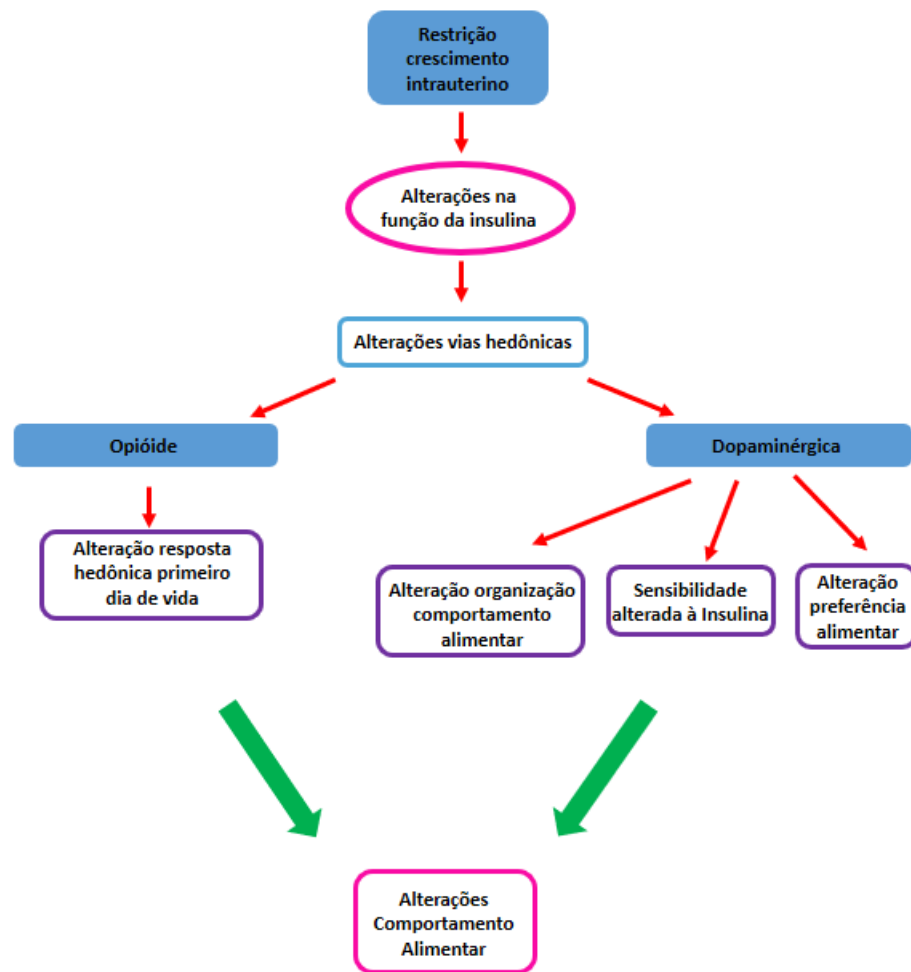 Restrição
crescimento
intrauterino
Alterações na
função da insulina
Alterações vias hedônicas
Opióide
Dopaminérgica
Alteração resposta
hedônica primeiro
dia de vida
Alteração organização
comportamento
alimentar
Sensibilidade
alterada à Insulina
Alteração
preferência
alimentar
Alterações
Comportamento
Alimentar